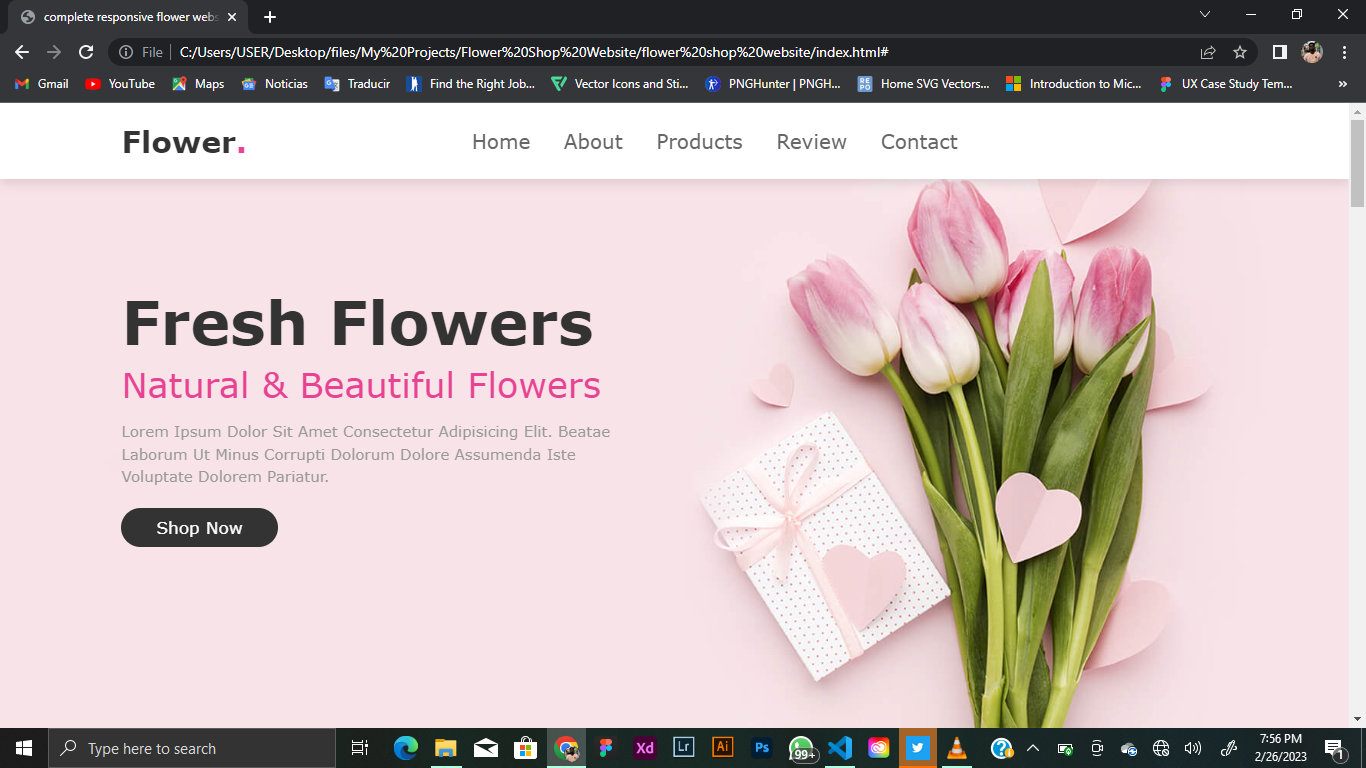 complete responsive flower webs
File
C:/Users/USER/Desktop/files/My%20Projects/Flower%20Shop%20Website/flower%20shop%20website/index.html#
Gmail
YouTube
Maps
Noticias
Traducir
Find the Right Job...
Vector Icons and Sti...
PNGHunter | PNGH...
Home SVG Vectors...
Introduction to Mic...
UX Case Study Tem...
»
Flower.
Home
About
Products
Review
Contact
Fresh Flowers
Natural & Beautiful Flowers
Lorem Ipsum Dolor Sit Amet Consectetur Adipisicing Elit. Beatae
Laborum Ut Minus Corrupti Dolorum Dolore Assumenda Iste
Voluptate Dolorem Pariatur.
Shop Now
Type here to search
Xd
Lr
Ai
Ps
99+
7:56 PM
2/26/2023
1